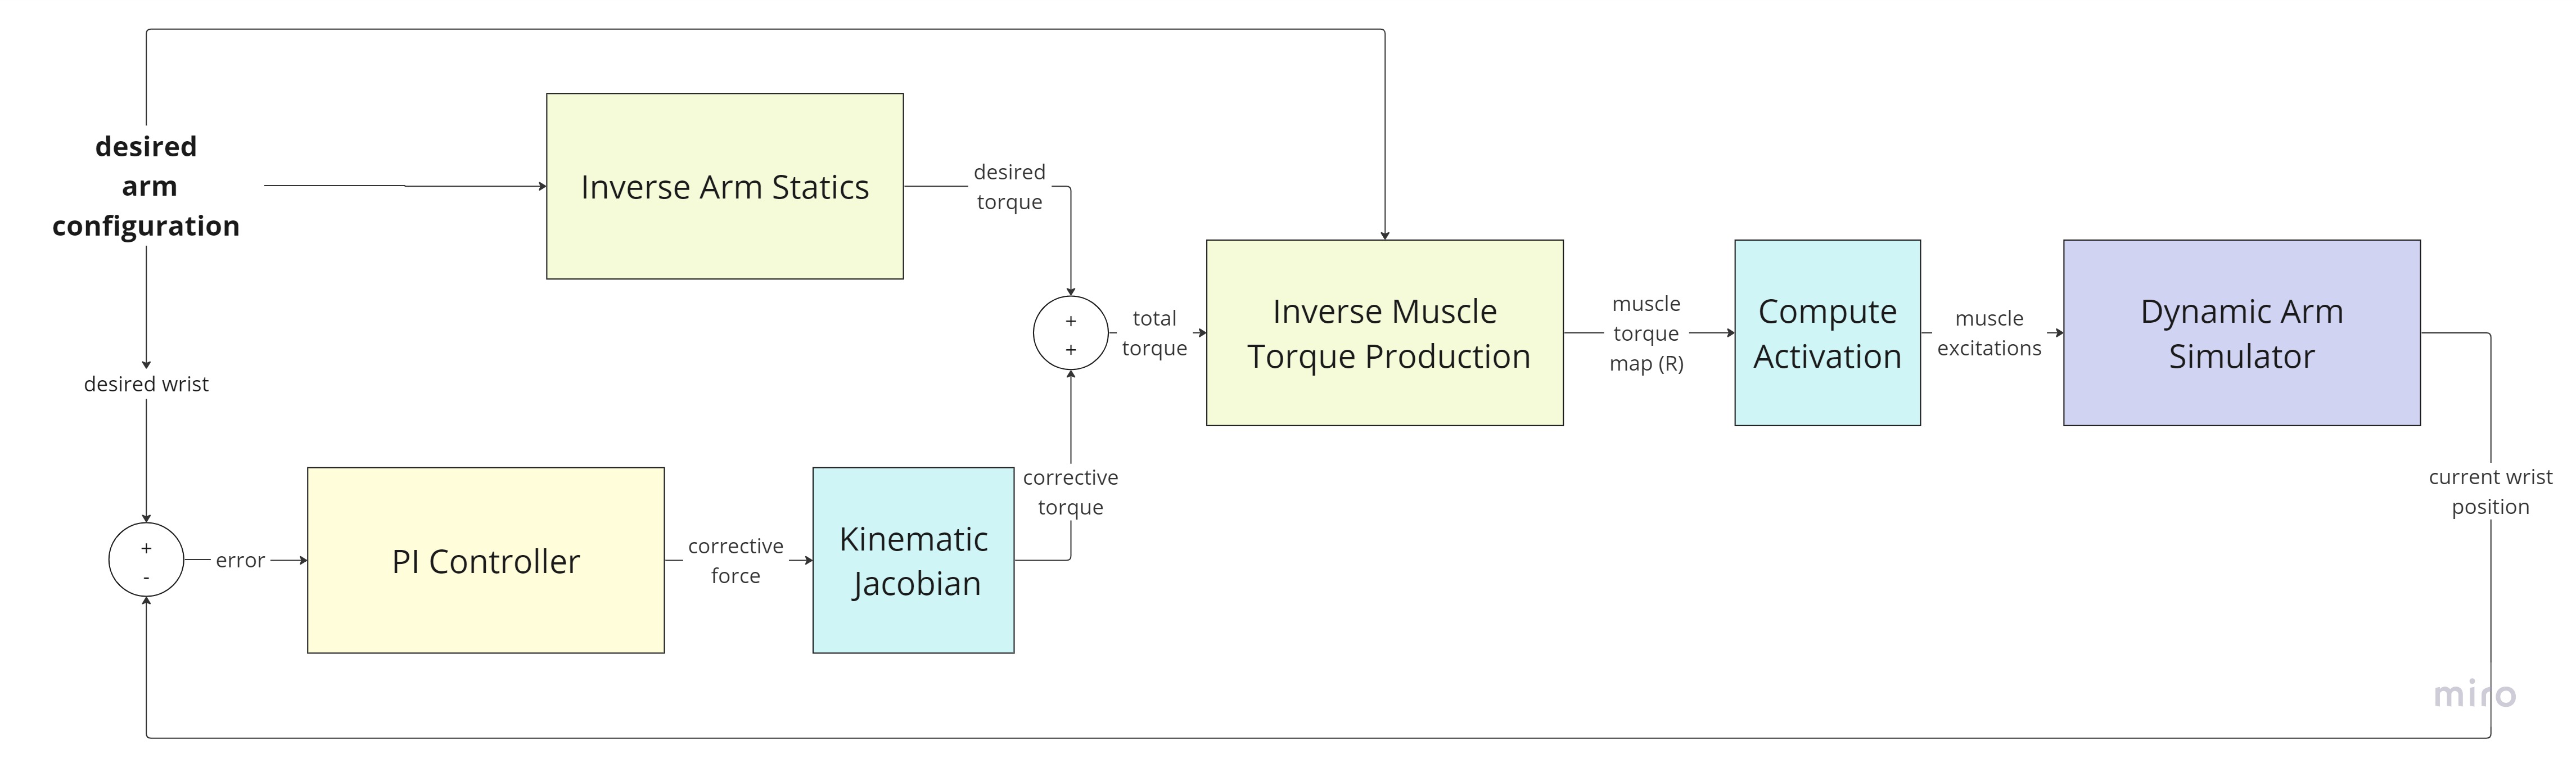 desired
arm
configuration
Inverse Arm Statics
desired
torque
desired wrist
+
-
error
PI Controller
corrective
force
Kinematic
Jacobian
corrective
torque
+
+
total
torque
Inverse Muscle
Torque Production
muscle
torque
map (R)
Compute
Activation
muscle
excitations
Dynamic Arm
Simulator
current wrist
position
miro